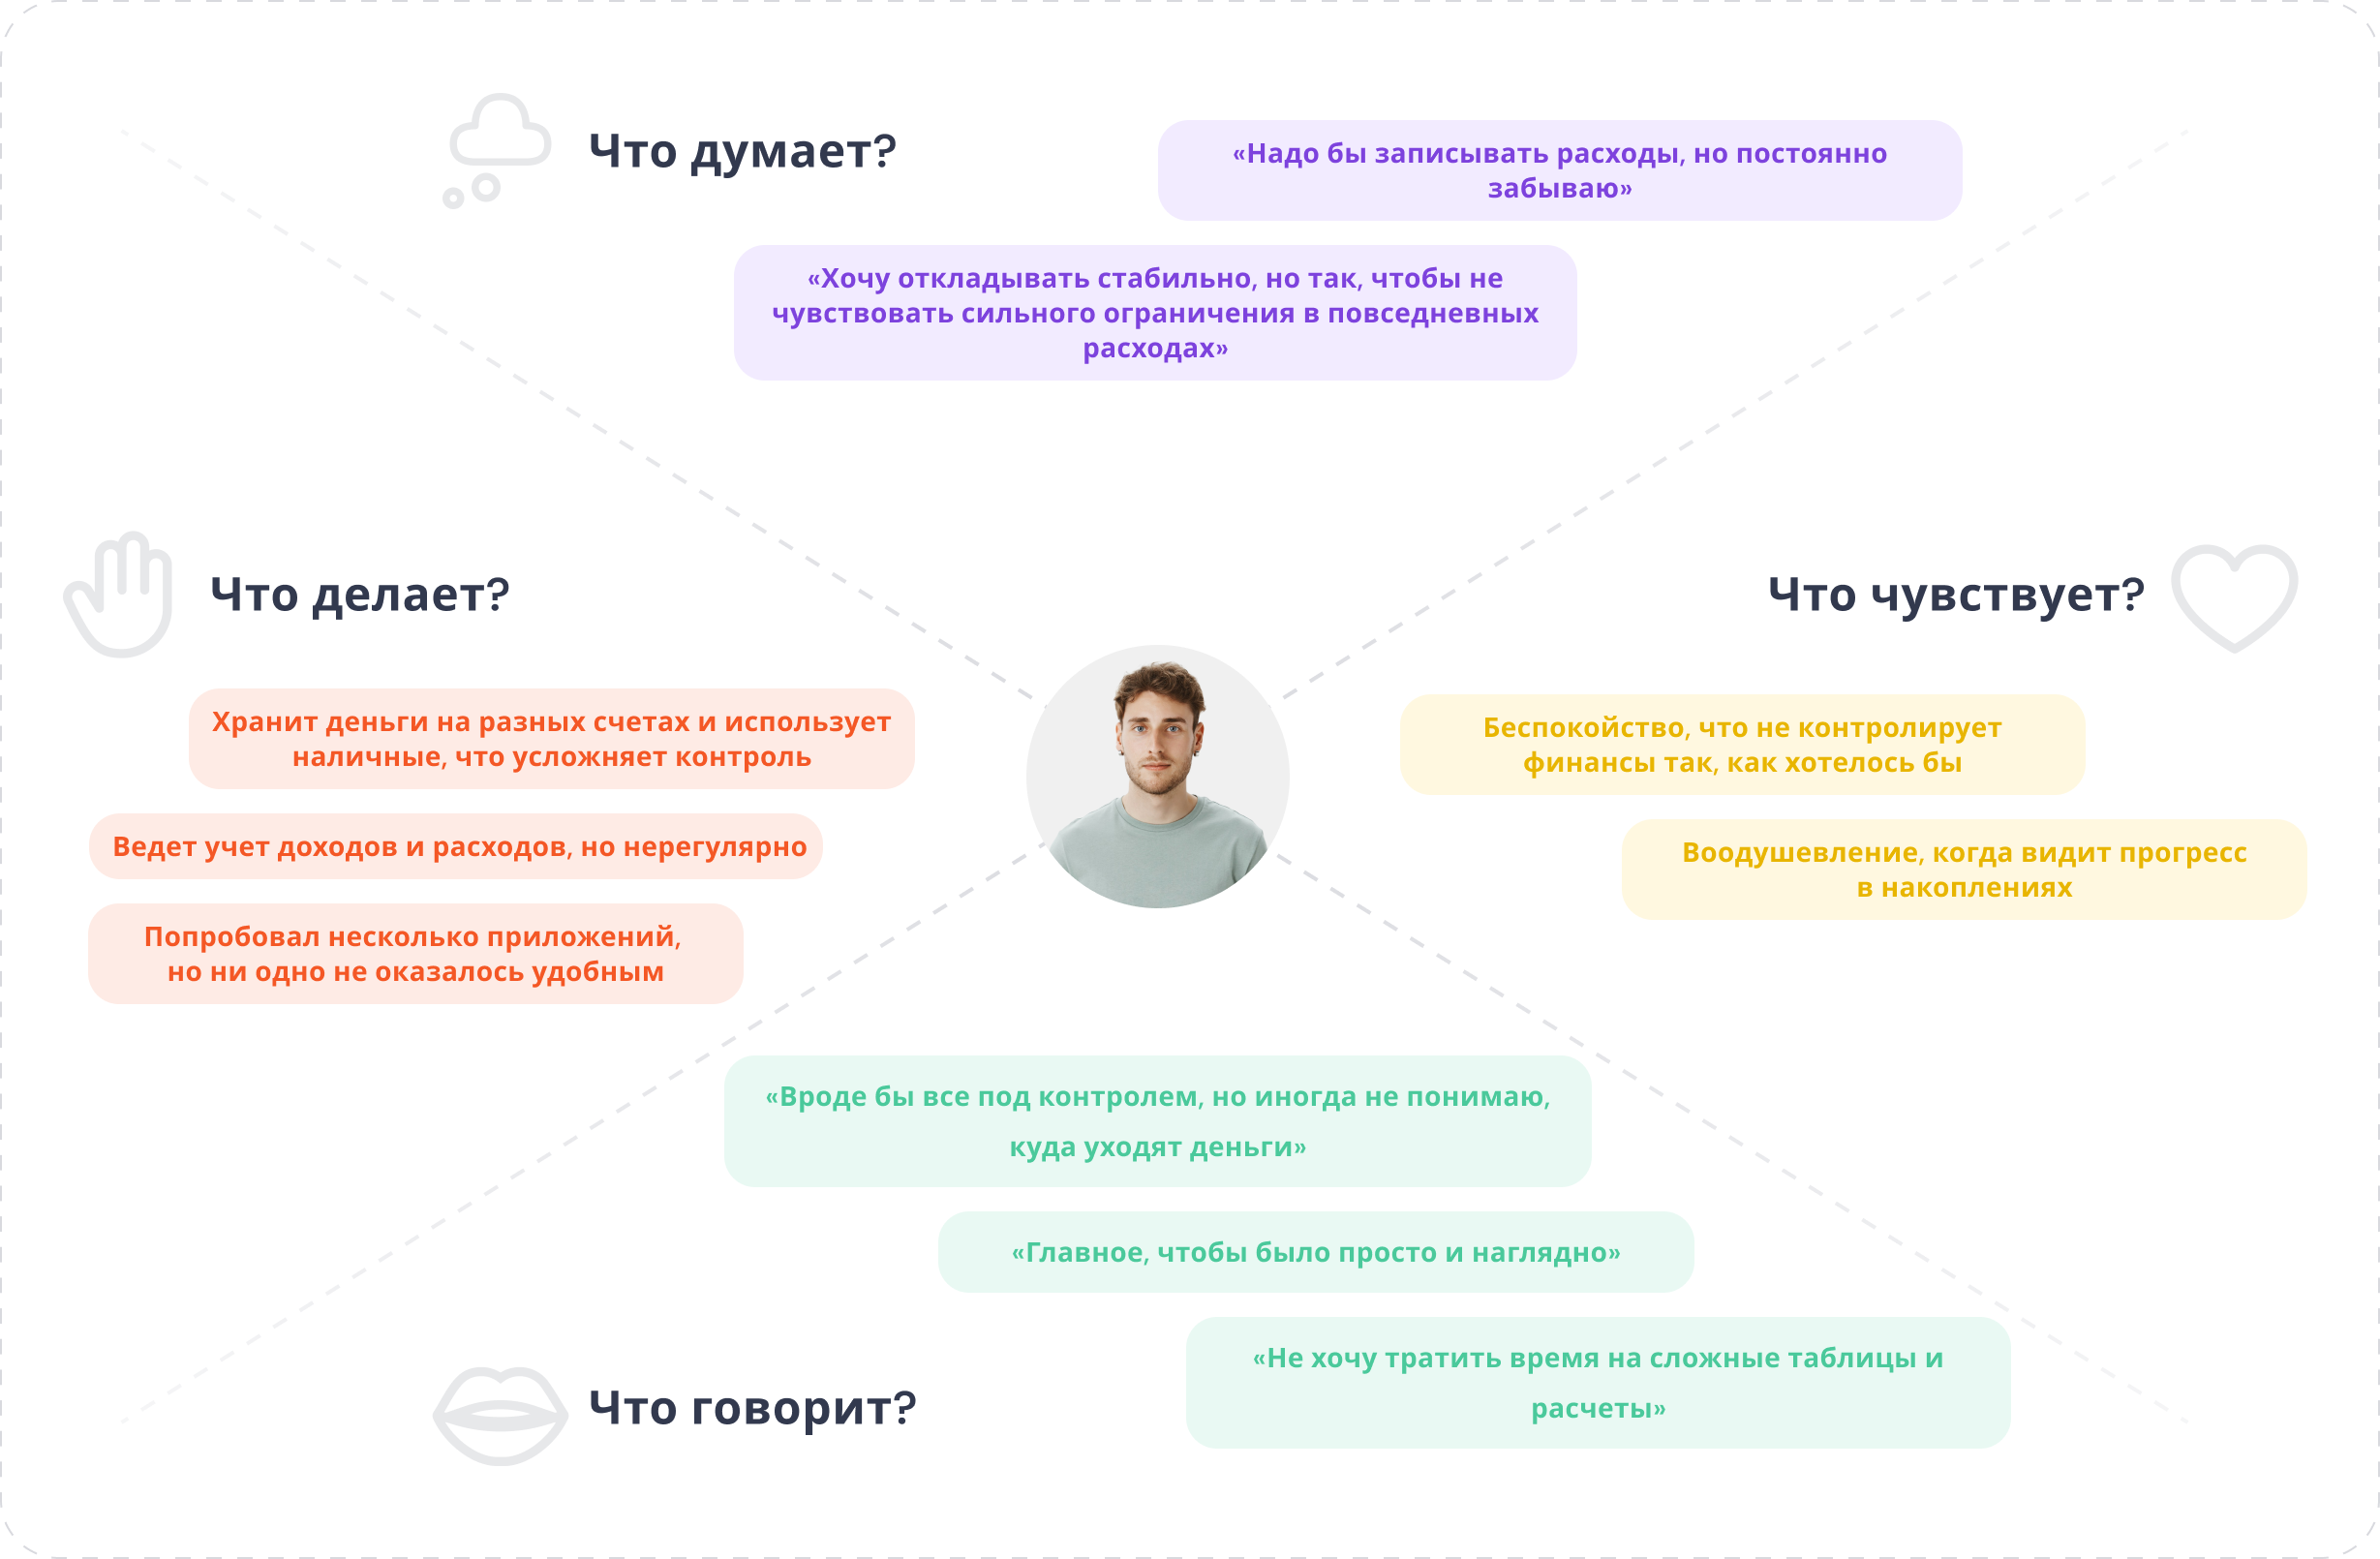 Что думает?
«Надо бы записывать расходы, но постоянно
забываю»
«Хочу откладывать стабильно, но так, чтобы не
чувствовать сильного ограничения в повседневных
расходах»
Что делает?
Хранит деньги на разных счетах и использует
наличные, что усложняет контроль
Ведет учет доходов и расходов, но нерегулярно
Попробовал несколько приложений,
но ни одно не оказалось удобным
Что чувствует?
Беспокойство, что не контролирует
финансы так, как хотелось бы
Воодушевление, когда видит прогресс
в накоплениях
«Вроде бы все под контролем, но иногда не понимаю,
куда уходят деньги»
«Главное, чтобы было просто и наглядно»
«Не хочу тратить время на сложные таблицы и
расчеты»
Что говорит?